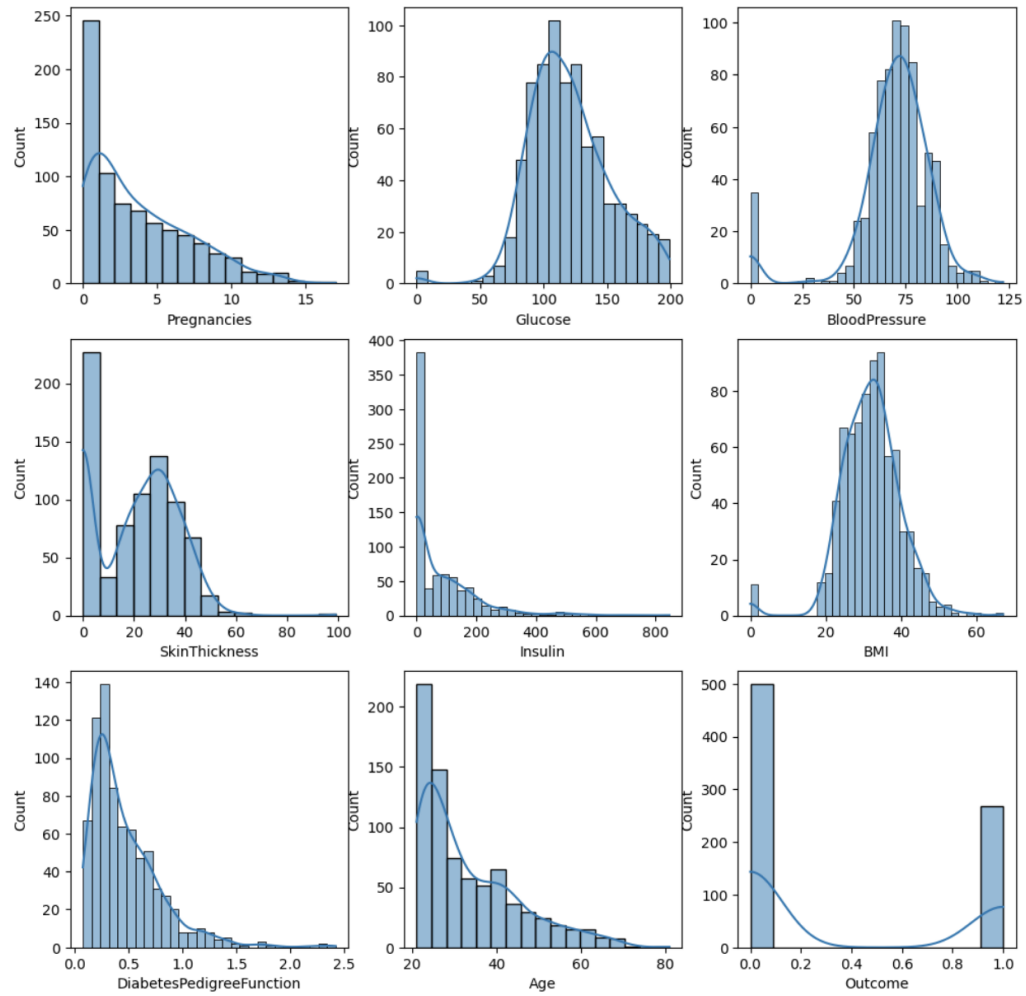 250
200
150
100
50
0
Count
0 5 10 15
Pregnancies
100
80
60
40
20
0
Count
0 50 100 150 200
Glucose
100
80
60
40
20
0
Count
0 25 50 75 100 125
BloodPressure
200
150
100
50
0
Count
0 20 40 60 80 100
SkinThickness
400
350
300
250
200
150
100
50
0
Count
0 200 400 600 800
Insulin
80
60
40
20
0
Count
0 20 40 60
BMI
140
120
100
80
60
40
20
0
Count
0.0 0.5 1.0 1.5 2.0 2.5
DiabetesPedigreeFunction
200
150
100
50
0
Count
20 40 60 80
Age
500
400
300
200
100
0
Count
0.0 0.2 0.4 0.6 0.8 1.0
Outcome